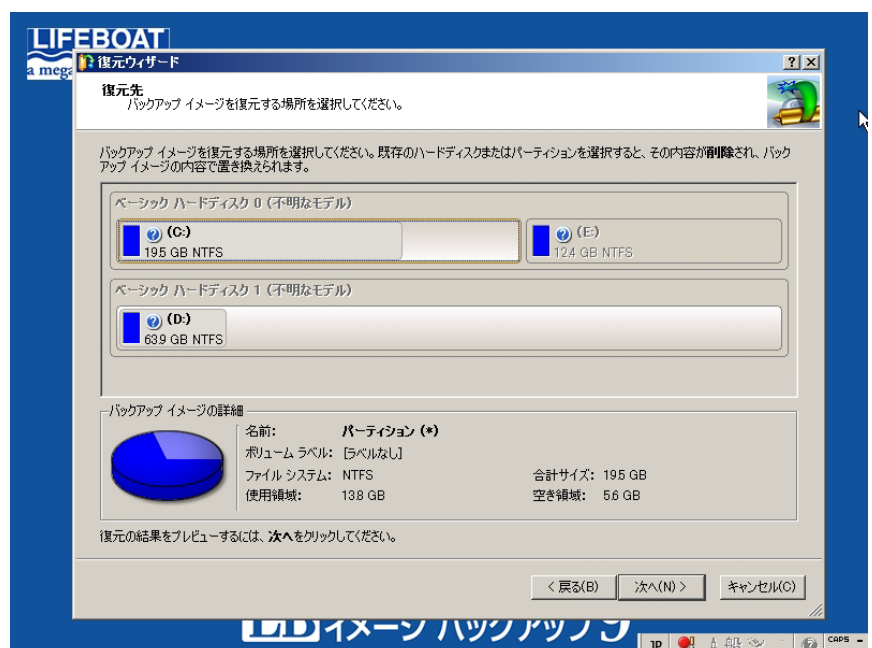 LIFEBOAT
a mega
復元ウィザード
復元先
バックアップ イメージを復元する場所を選択してください。
バックアップ イメージを復元する場所を選択してください。既存のハードディスクまたはパーティションを選択すると、その内容が削除され、バック
アップ イメージの内容で置き換えられます。
ベーシック ハードディスク 0 (不明なモデル)
(C:)
19.5 GB NTFS
(E:)
12.4 GB NTFS
ベーシック ハードディスク 1 (不明なモデル)
(D:)
63.9 GB NTFS
バックアップ イメージの詳細
名前: パーティション (*)
ボリューム ラベル: [ラベルなし]
ファイル システム: NTFS 合計サイズ: 19.5 GB
使用領域: 13.8 GB 空き領域: 5.6 GB
復元の結果をプレビューするには、次へをクリックしてください。
< 戻る(B) 次へ(N) > キャンセル(C)
LB イメージ バックアップ 9
JP A 般 CAPS